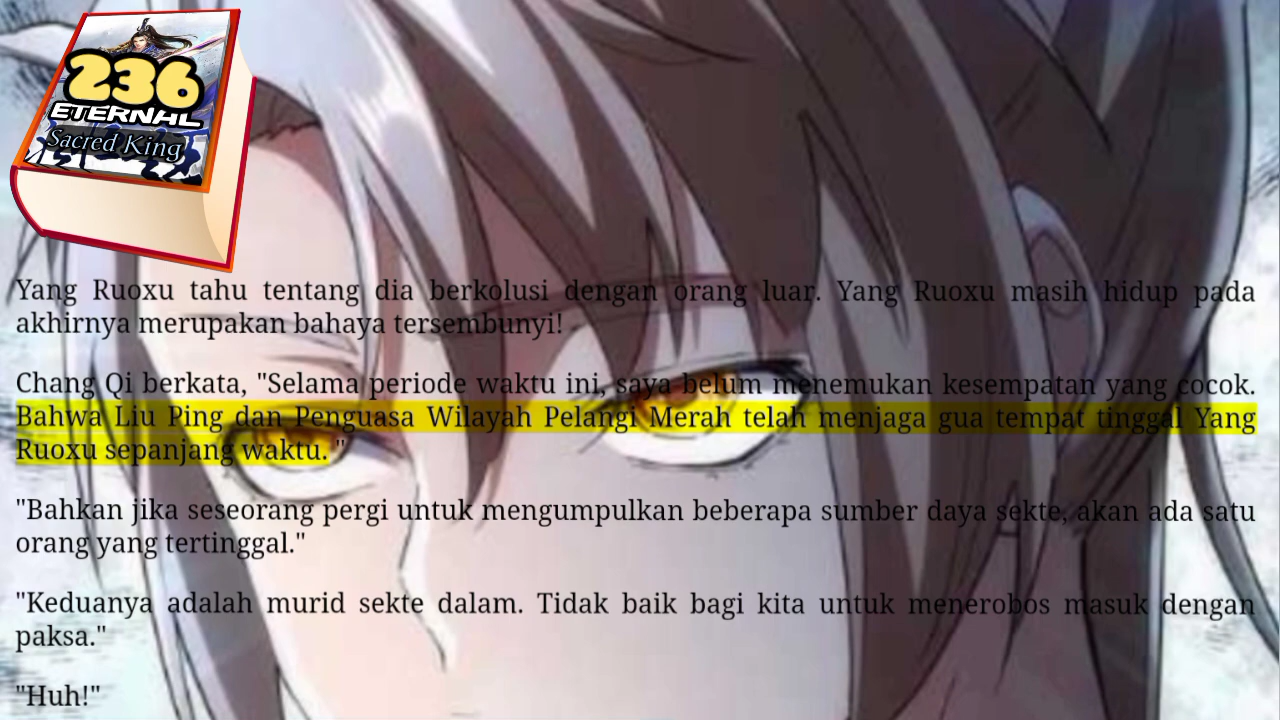 236
ETERNAL
Sacred King
Yang Ruoxu tahu tentang dia berkolusi dengan orang luar. Yang Ruoxu masih hidup pada
akhirnya merupakan bahaya tersembunyi!
Chang Qi berkata, "Selama periode waktu ini, saya belum menemukan kesempatan yang cocok.
Bahwa Liu Ping dan Penguasa Wilayah Pelangi Merah telah menjaga gua tempat tinggal Yang
Ruoxu sepanjang waktu."
"Bahkan jika seseorang pergi untuk mengumpulkan beberapa sumber daya sekte, akan ada satu
orang yang tertinggal."
"Keduanya adalah murid sekte dalam. Tidak baik bagi kita untuk menerobos masuk dengan
paksa."
"Huh!"